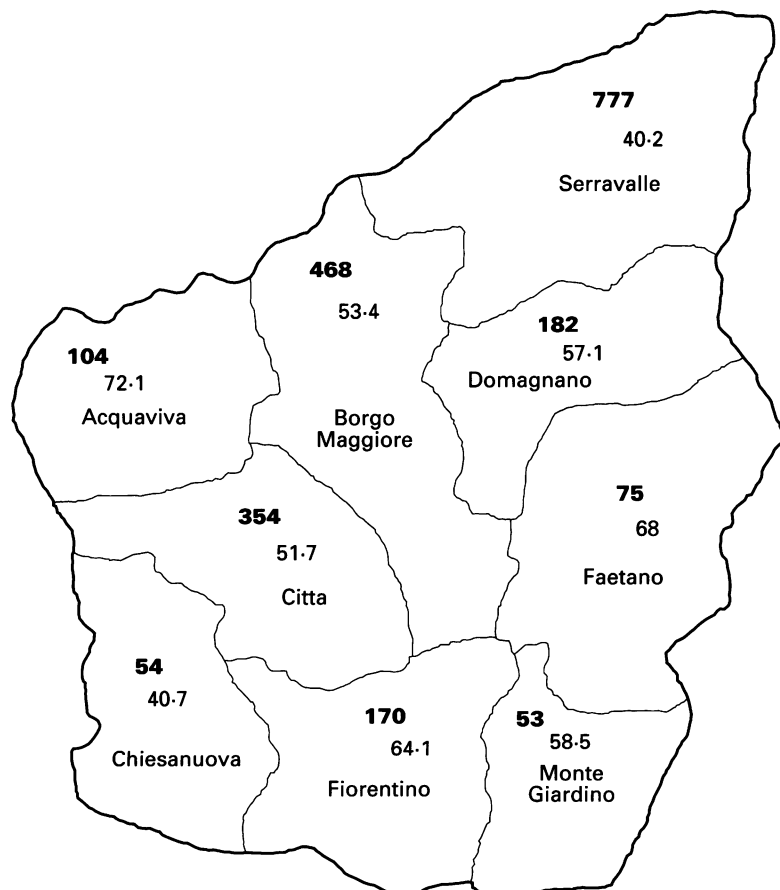 777
40·2
Serravalle
468
53·4
Borgo
Maggiore
182
57·1
Domagnano
104
72·1
Acquaviva
75
68
Faetano
354
51·7
Citta
54
40·7
Chiesanuova
170
64·1
Fiorentino
53
58·5
Monte
Giardino